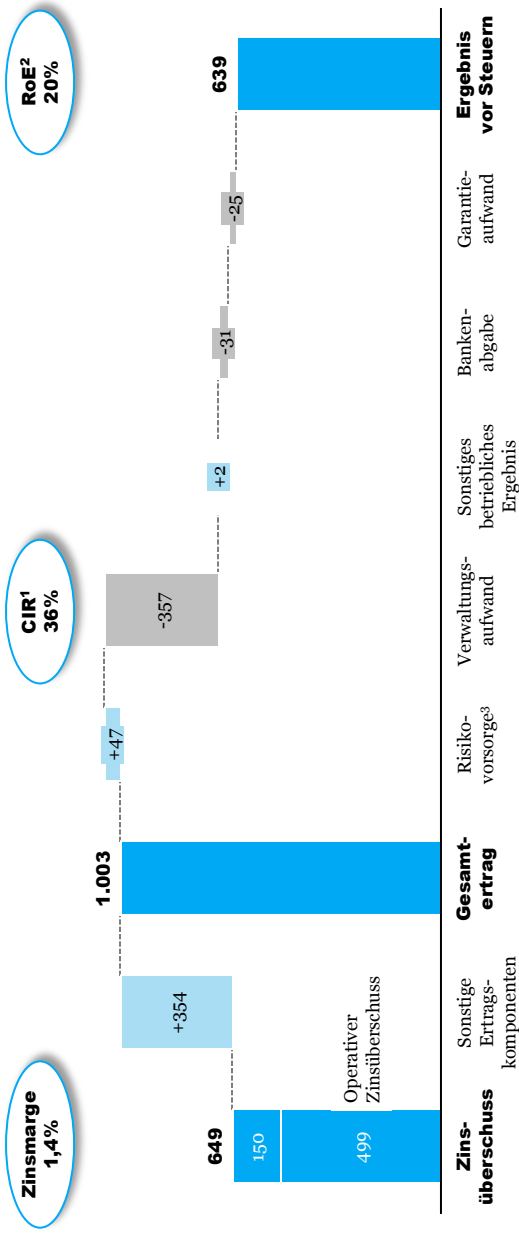 Zinsmarge
1,4%
CIR¹
36%
RoE²
20%
649
150
499
Operativer
Zinsüberschuss
+354
1.003
+47
-357
+2
-31
-25
639
Zins-
überschuss
Sonstige
Ertrags-
komponenten
Gesamt-
ertrag
Risiko-
vorsorge³
Verwaltungs-
aufwand
Sonstiges
betriebliches
Ergebnis
Banken-
abgabe
Garantie-
aufwand
Ergebnis
vor Steuern